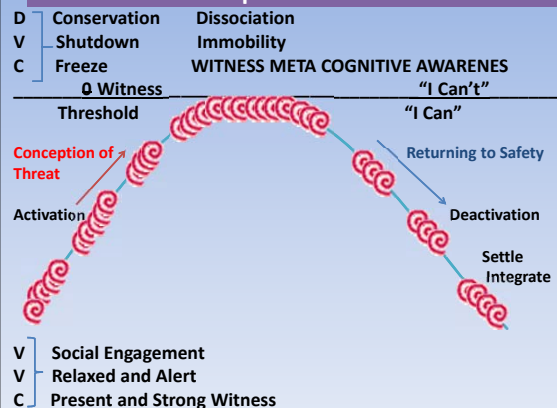 D Conservation Dissociation
V Shutdown Immobility
C Freeze WITNESS META COGNITIVE AWARENES
0 Witness "I Can't"
Threshold "I Can"
Conception of
Threat
Returning to Safety
Activation
Deactivation
Settle
Integrate
V Social Engagement
V Relaxed and Alert
C Present and Strong Witness